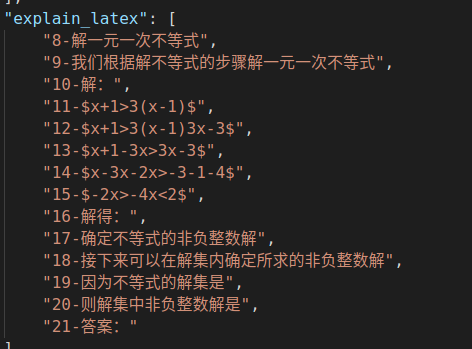 "explain_latex": [
"8-解一元一次不等式",
"9-我们根据解不等式的步骤解一元一次不等式",
"10-解：",
"11-$x+1>3(x-1)$",
"12-$x+1>3(x-1)3x-3$",
"13-$x+1-3x>3x-3$",
"14-$x-3x-2x>-3-1-4$",
"15-$-2x>-4x<2$",
"16-解得：",
"17-确定不等式的非负整数解",
"18-接下来可以在解集内确定所求的非负整数解",
"19-因为不等式的解集是",
"20-则解集中非负整数解是",
"21-答案："